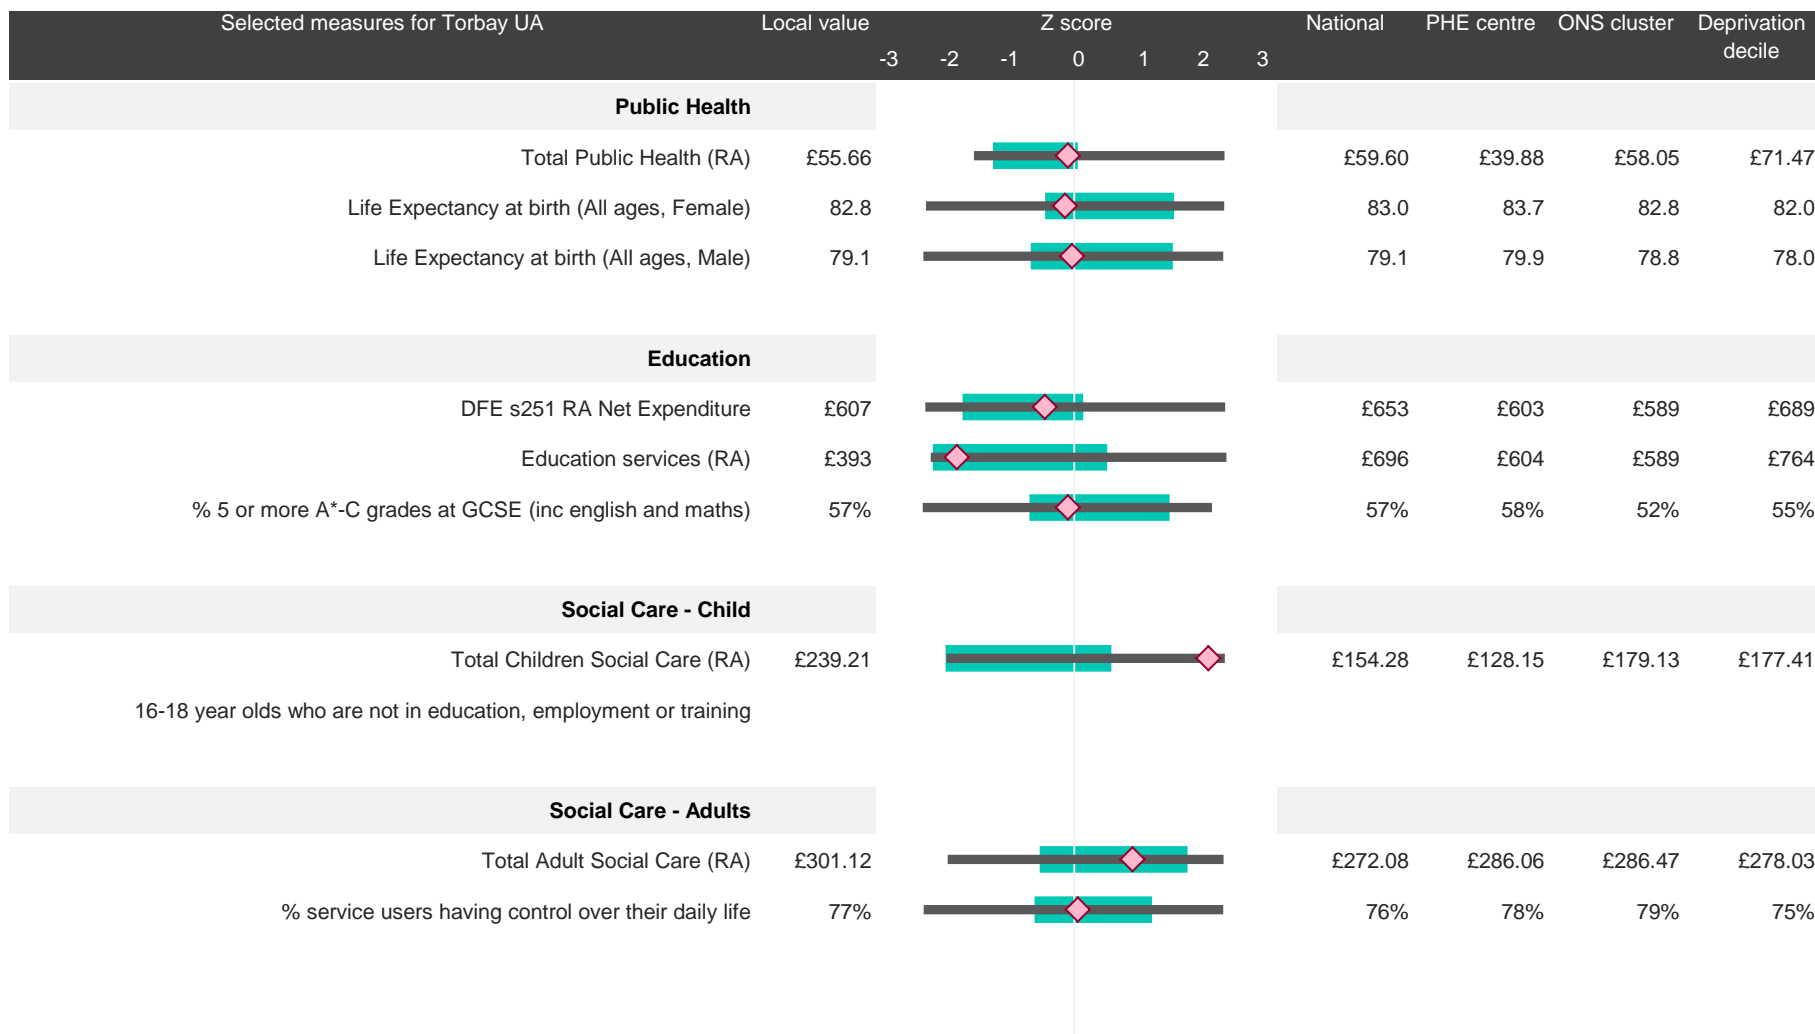 Selected measures for Torbay UA Local value Z score National PHE centre ONS cluster Deprivation decile
-3 -2 -1 0 1 2 3
Public Health
Total Public Health (RA) £55.66 £59.60 £39.88 £58.05 £71.47
Life Expectancy at birth (All ages, Female) 82.8 83.0 83.7 82.8 82.0
Life Expectancy at birth (All ages, Male) 79.1 79.1 79.9 78.8 78.0
Education
DFE s251 RA Net Expenditure £607 £653 £603 £589 £689
Education services (RA) £393 £696 £604 £589 £764
% 5 or more A*-C grades at GCSE (inc english and maths) 57% 57% 58% 52% 55%
Social Care - Child
Total Children Social Care (RA) £239.21 £154.28 £128.15 £179.13 £177.41
16-18 year olds who are not in education, employment or training
Social Care - Adults
Total Adult Social Care (RA) £301.12 £272.08 £286.06 £286.47 £278.03
% service users having control over their daily life 77% 76% 78% 79% 75%